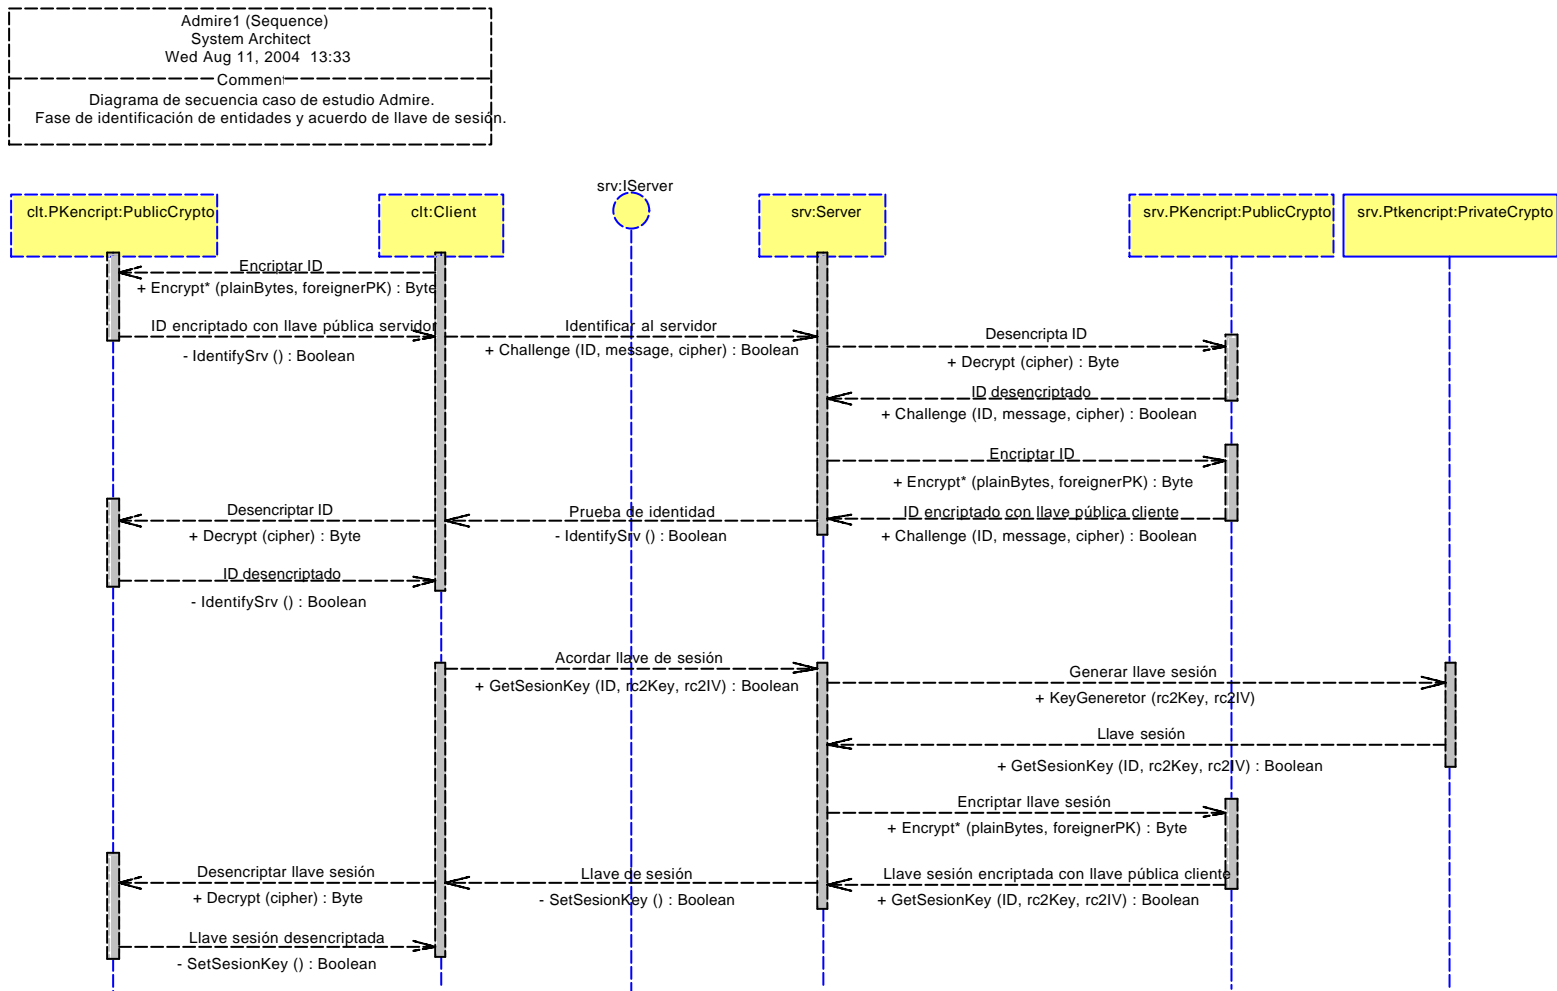 Admire1 (Sequence)
System Architect
Wed Aug 11, 2004  13:33
Commen
Diagrama de secuencia caso de estudio Admire.
Fase de identificación de entidades y acuerdo de llave de sesión.
srv:IServer
clt.PKencript:PublicCrypto
clt:Client
srv:Server
srv.PKencript:PublicCrypto
srv.Ptkencript:PrivateCrypto
Encriptar ID
+ Encrypt* (plainBytes, foreignerPK) : Byte
ID encriptado con llave pública servidor
- IdentifySrv () : Boolean
Identificar al servidor
+ Challenge (ID, message, cipher) : Boolean
Desencripta ID
+ Decrypt (cipher) : Byte
ID desencriptado
+ Challenge (ID, message, cipher) : Boolean
Encriptar ID
+ Encrypt* (plainBytes, foreignerPK) : Byte
ID encriptado con llave pública cliente
+ Challenge (ID, message, cipher) : Boolean
Prueba de identidad
- IdentifySrv () : Boolean
Desencriptar ID
+ Decrypt (cipher) : Byte
ID desencriptado
- IdentifySrv () : Boolean
Acordar llave de sesión
+ GetSesionKey (ID, rc2Key, rc2IV) : Boolean
Generar llave sesión
+ KeyGeneretor (rc2Key, rc2IV)
Llave sesión
+ GetSesionKey (ID, rc2Key, rc2IV) : Boolean
Encriptar llave sesión
+ Encrypt* (plainBytes, foreignerPK) : Byte
Llave sesión encriptada con llave pública cliente
+ GetSesionKey (ID, rc2Key, rc2IV) : Boolean
Llave de sesión
- SetSesionKey () : Boolean
Desencriptar llave sesión
+ Decrypt (cipher) : Byte
Llave sesión desencriptada
- SetSesionKey () : Boolean